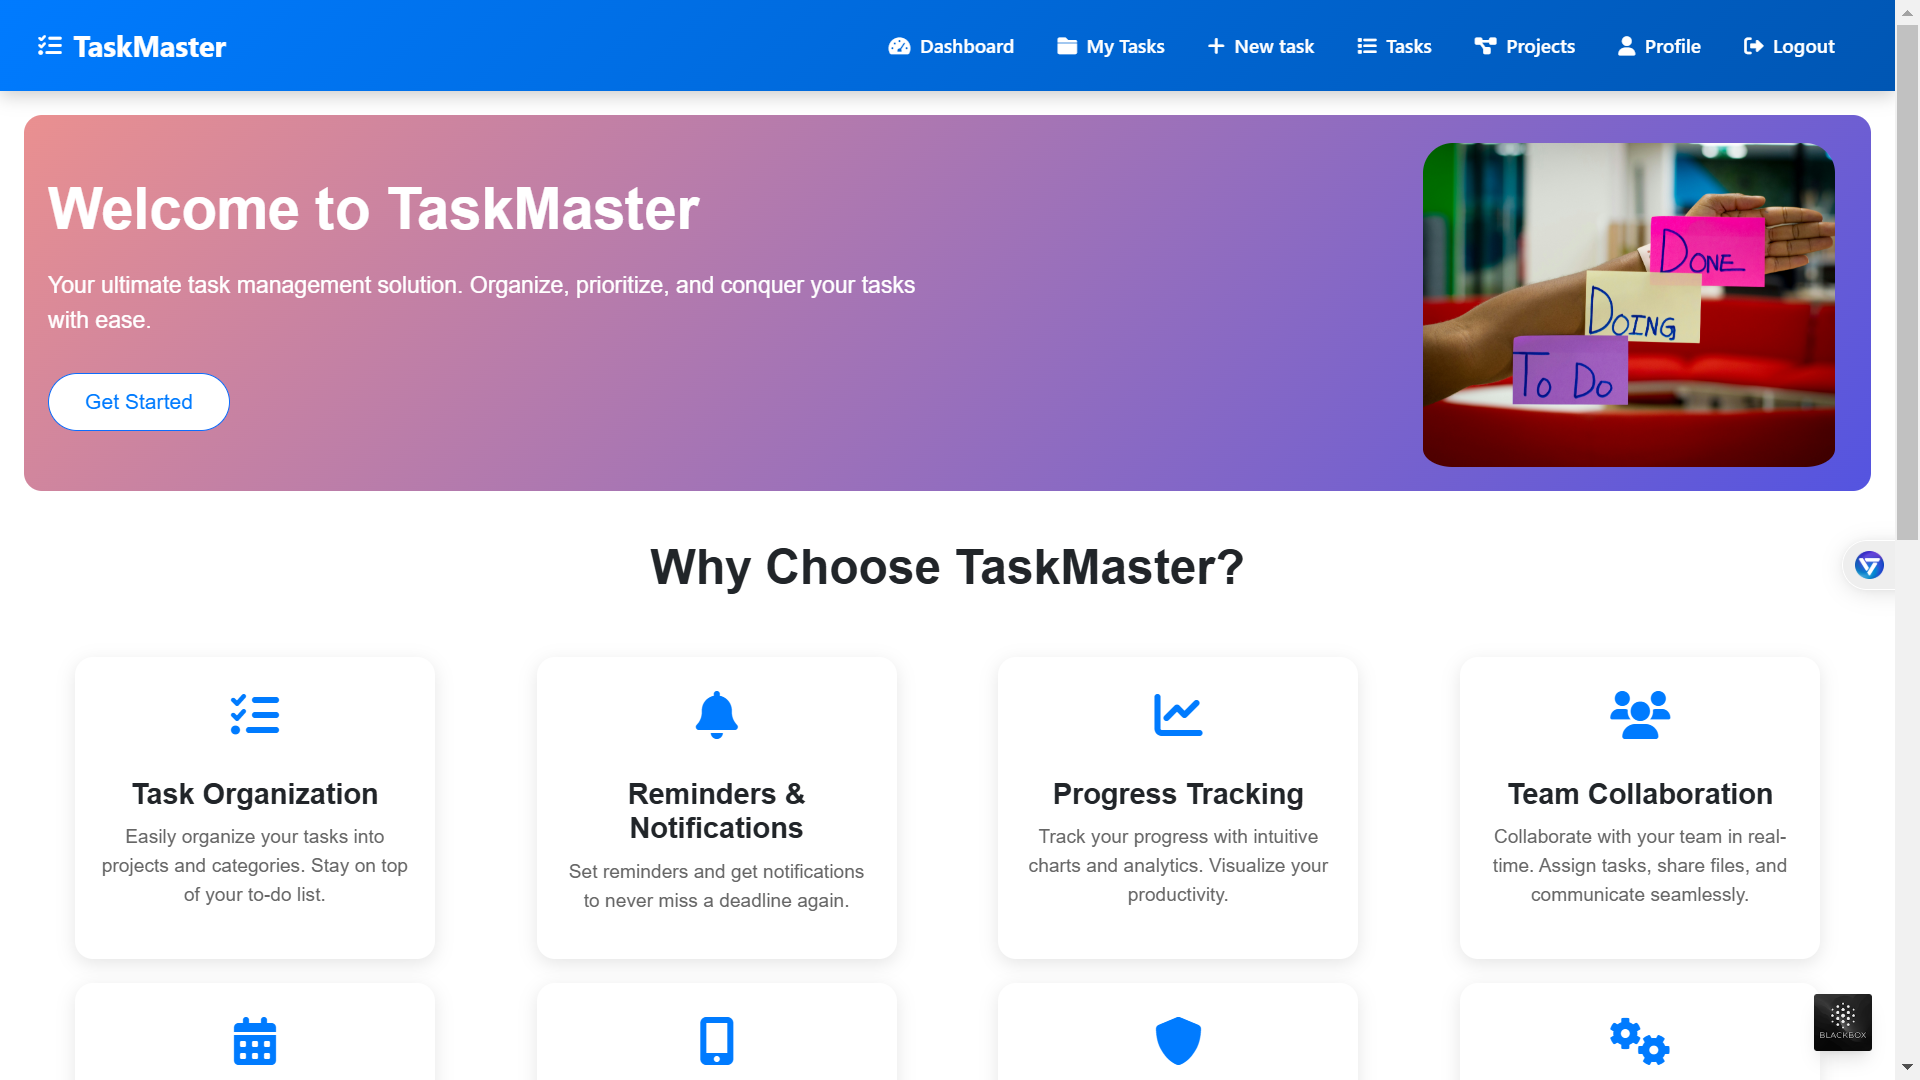 TaskMaster
Dashboard
My Tasks
New task
Tasks
Projects
Profile
Logout
Welcome to TaskMaster
Your ultimate task management solution. Organize, prioritize, and conquer your tasks
with ease.
Get Started
DONE
DOING
TO DO
Why Choose TaskMaster?
Task Organization
Easily organize your tasks into
projects and categories. Stay on top
of your to-do list.
Reminders &
Notifications
Set reminders and get notifications
to never miss a deadline again.
Progress Tracking
Track your progress with intuitive
charts and analytics. Visualize your
productivity.
Team Collaboration
Collaborate with your team in real-
time. Assign tasks, share files, and
communicate seamlessly.
BLACKBOX